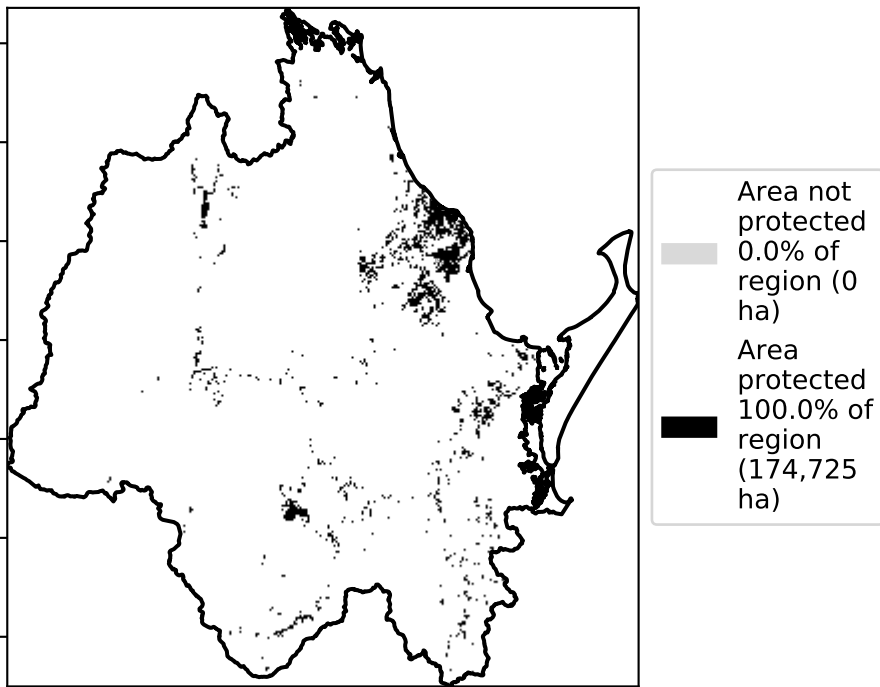 Area not
protected
0.0% of
region (0
ha)
Area
protected
100.0% of
region
(174,725
ha)